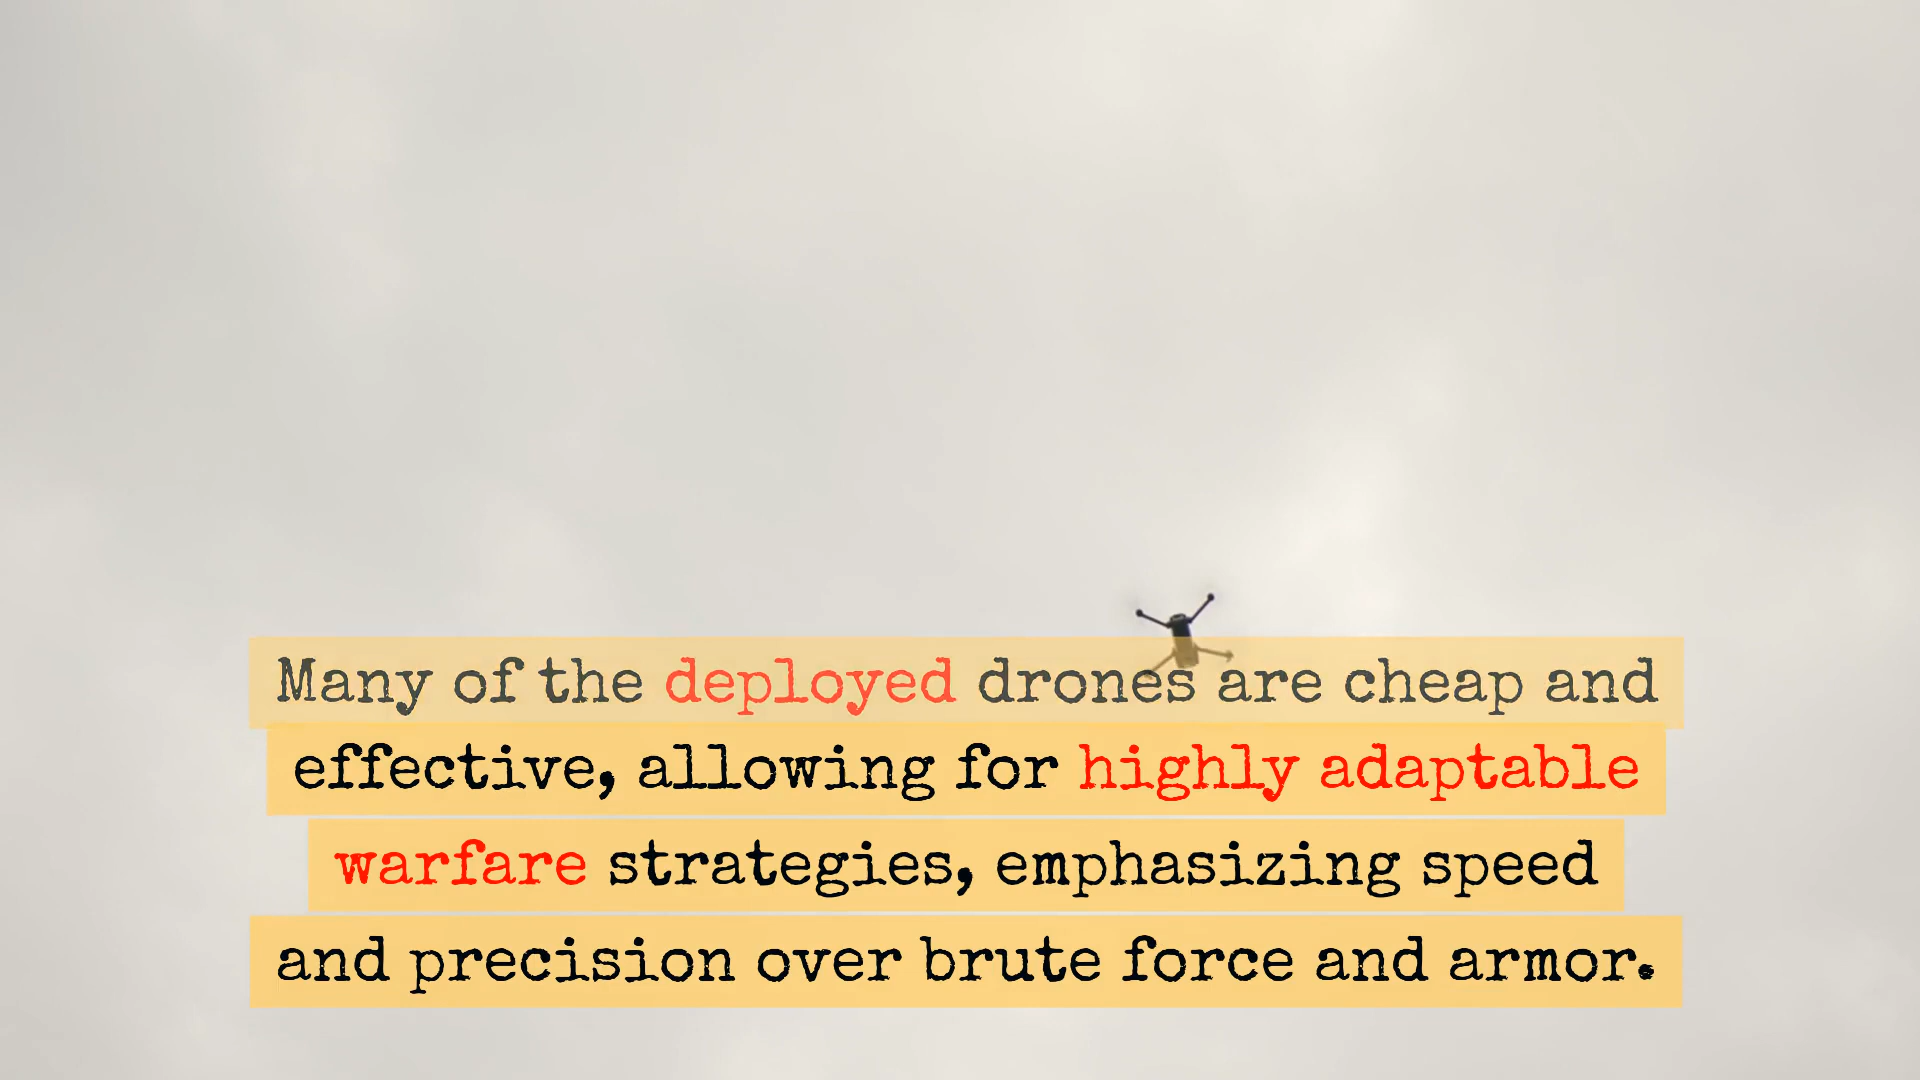 Many of the deployed drones are cheap and
effective, allowing for highly adaptable
warfare strategies, emphasizing speed
and precision over brute force and armor.